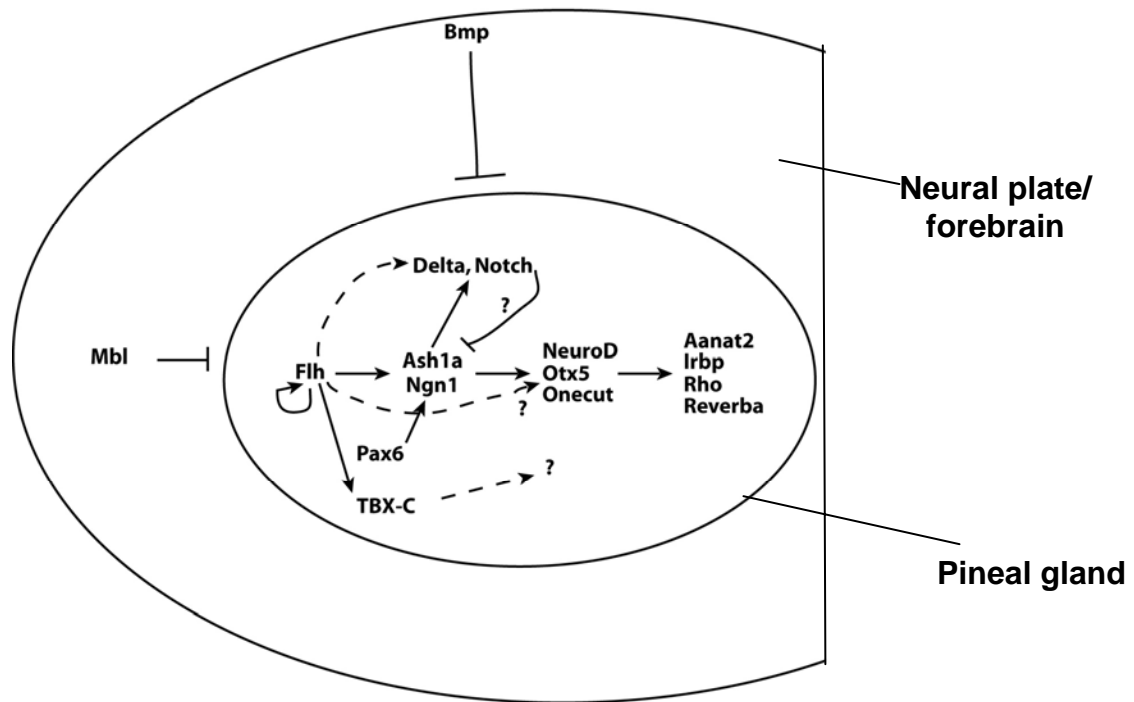 Bmp
Neural plate/
forebrain
Delta, Notch
?
Mbl
Flh
Ash1a
Ngn1
NeuroD
Otx5
Onecut
?
Aanat2
Irbp
Rho
Reverba
Pax6
?
TBX-C
Pineal gland